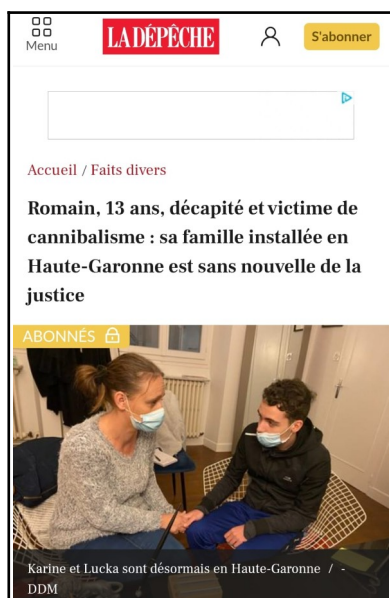 Menu
LA DÉPÊCHE
S'abonner
Accueil / Faits divers
Romain, 13 ans, décapité et victime de
cannibalisme : sa famille installée en
Haute-Garonne est sans nouvelle de la
justice
ABONNÉS
Karine et Lucka sont désormais en Haute-Garonne / -
DDM